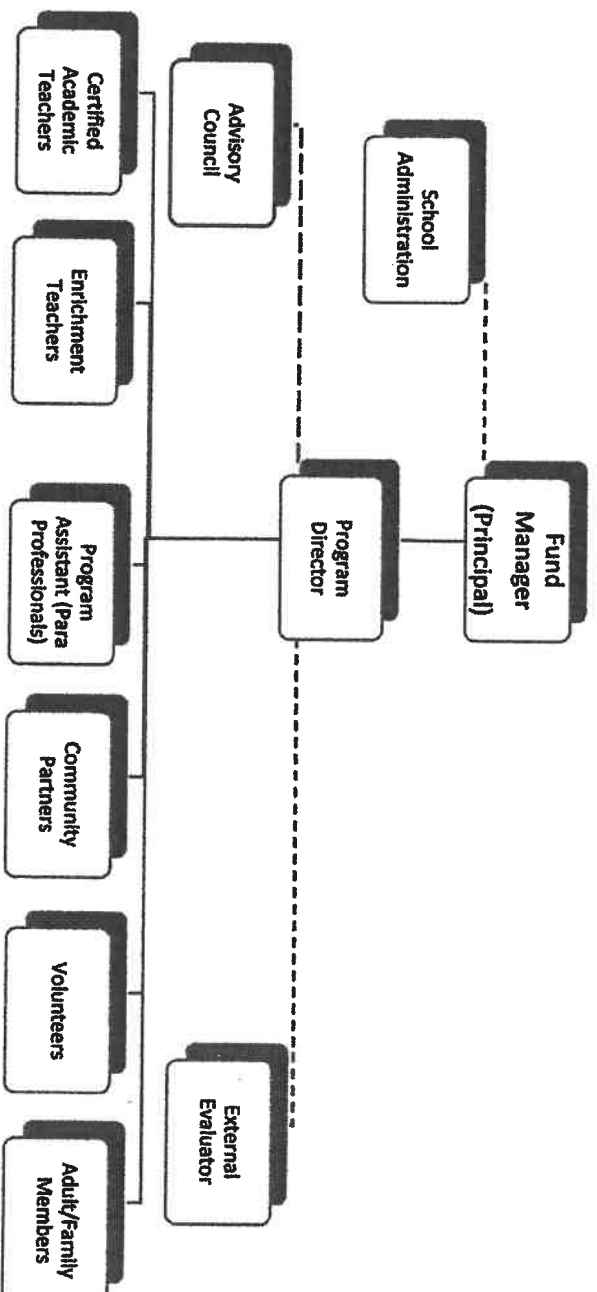 Fund
Manager
(Principal)
School
Administration
Program
Director
Advisory
Council
External
Evaluator
Certified
Academic
Teachers
Enrichment
Teachers
Program
Assistant (Para
Professionals)
Community
Partners
Volunteers
Adult/Family
Members